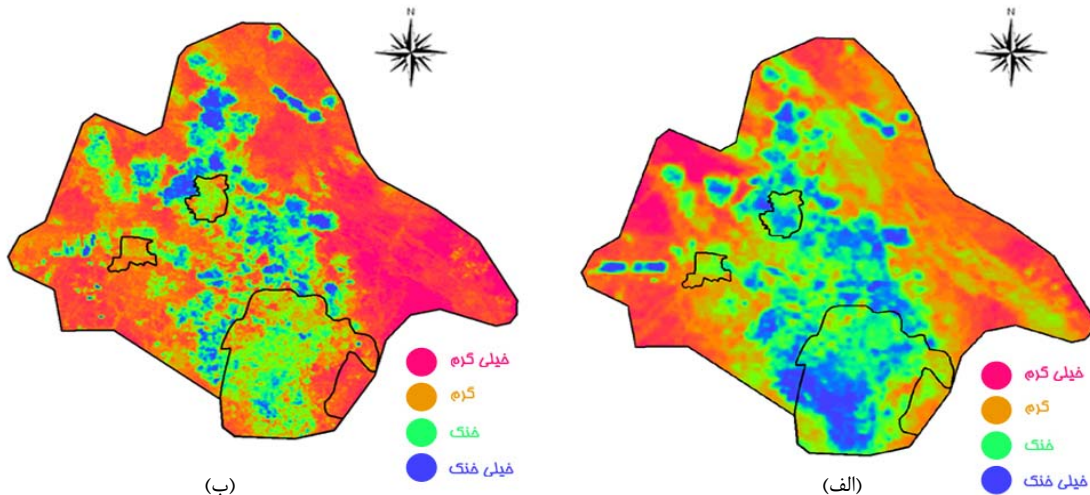 N
N
خیلی گرم
گرم
خنک
خیلی خنک
(الف)
خیلی گرم
گرم
خنک
خیلی خنک
(ب)